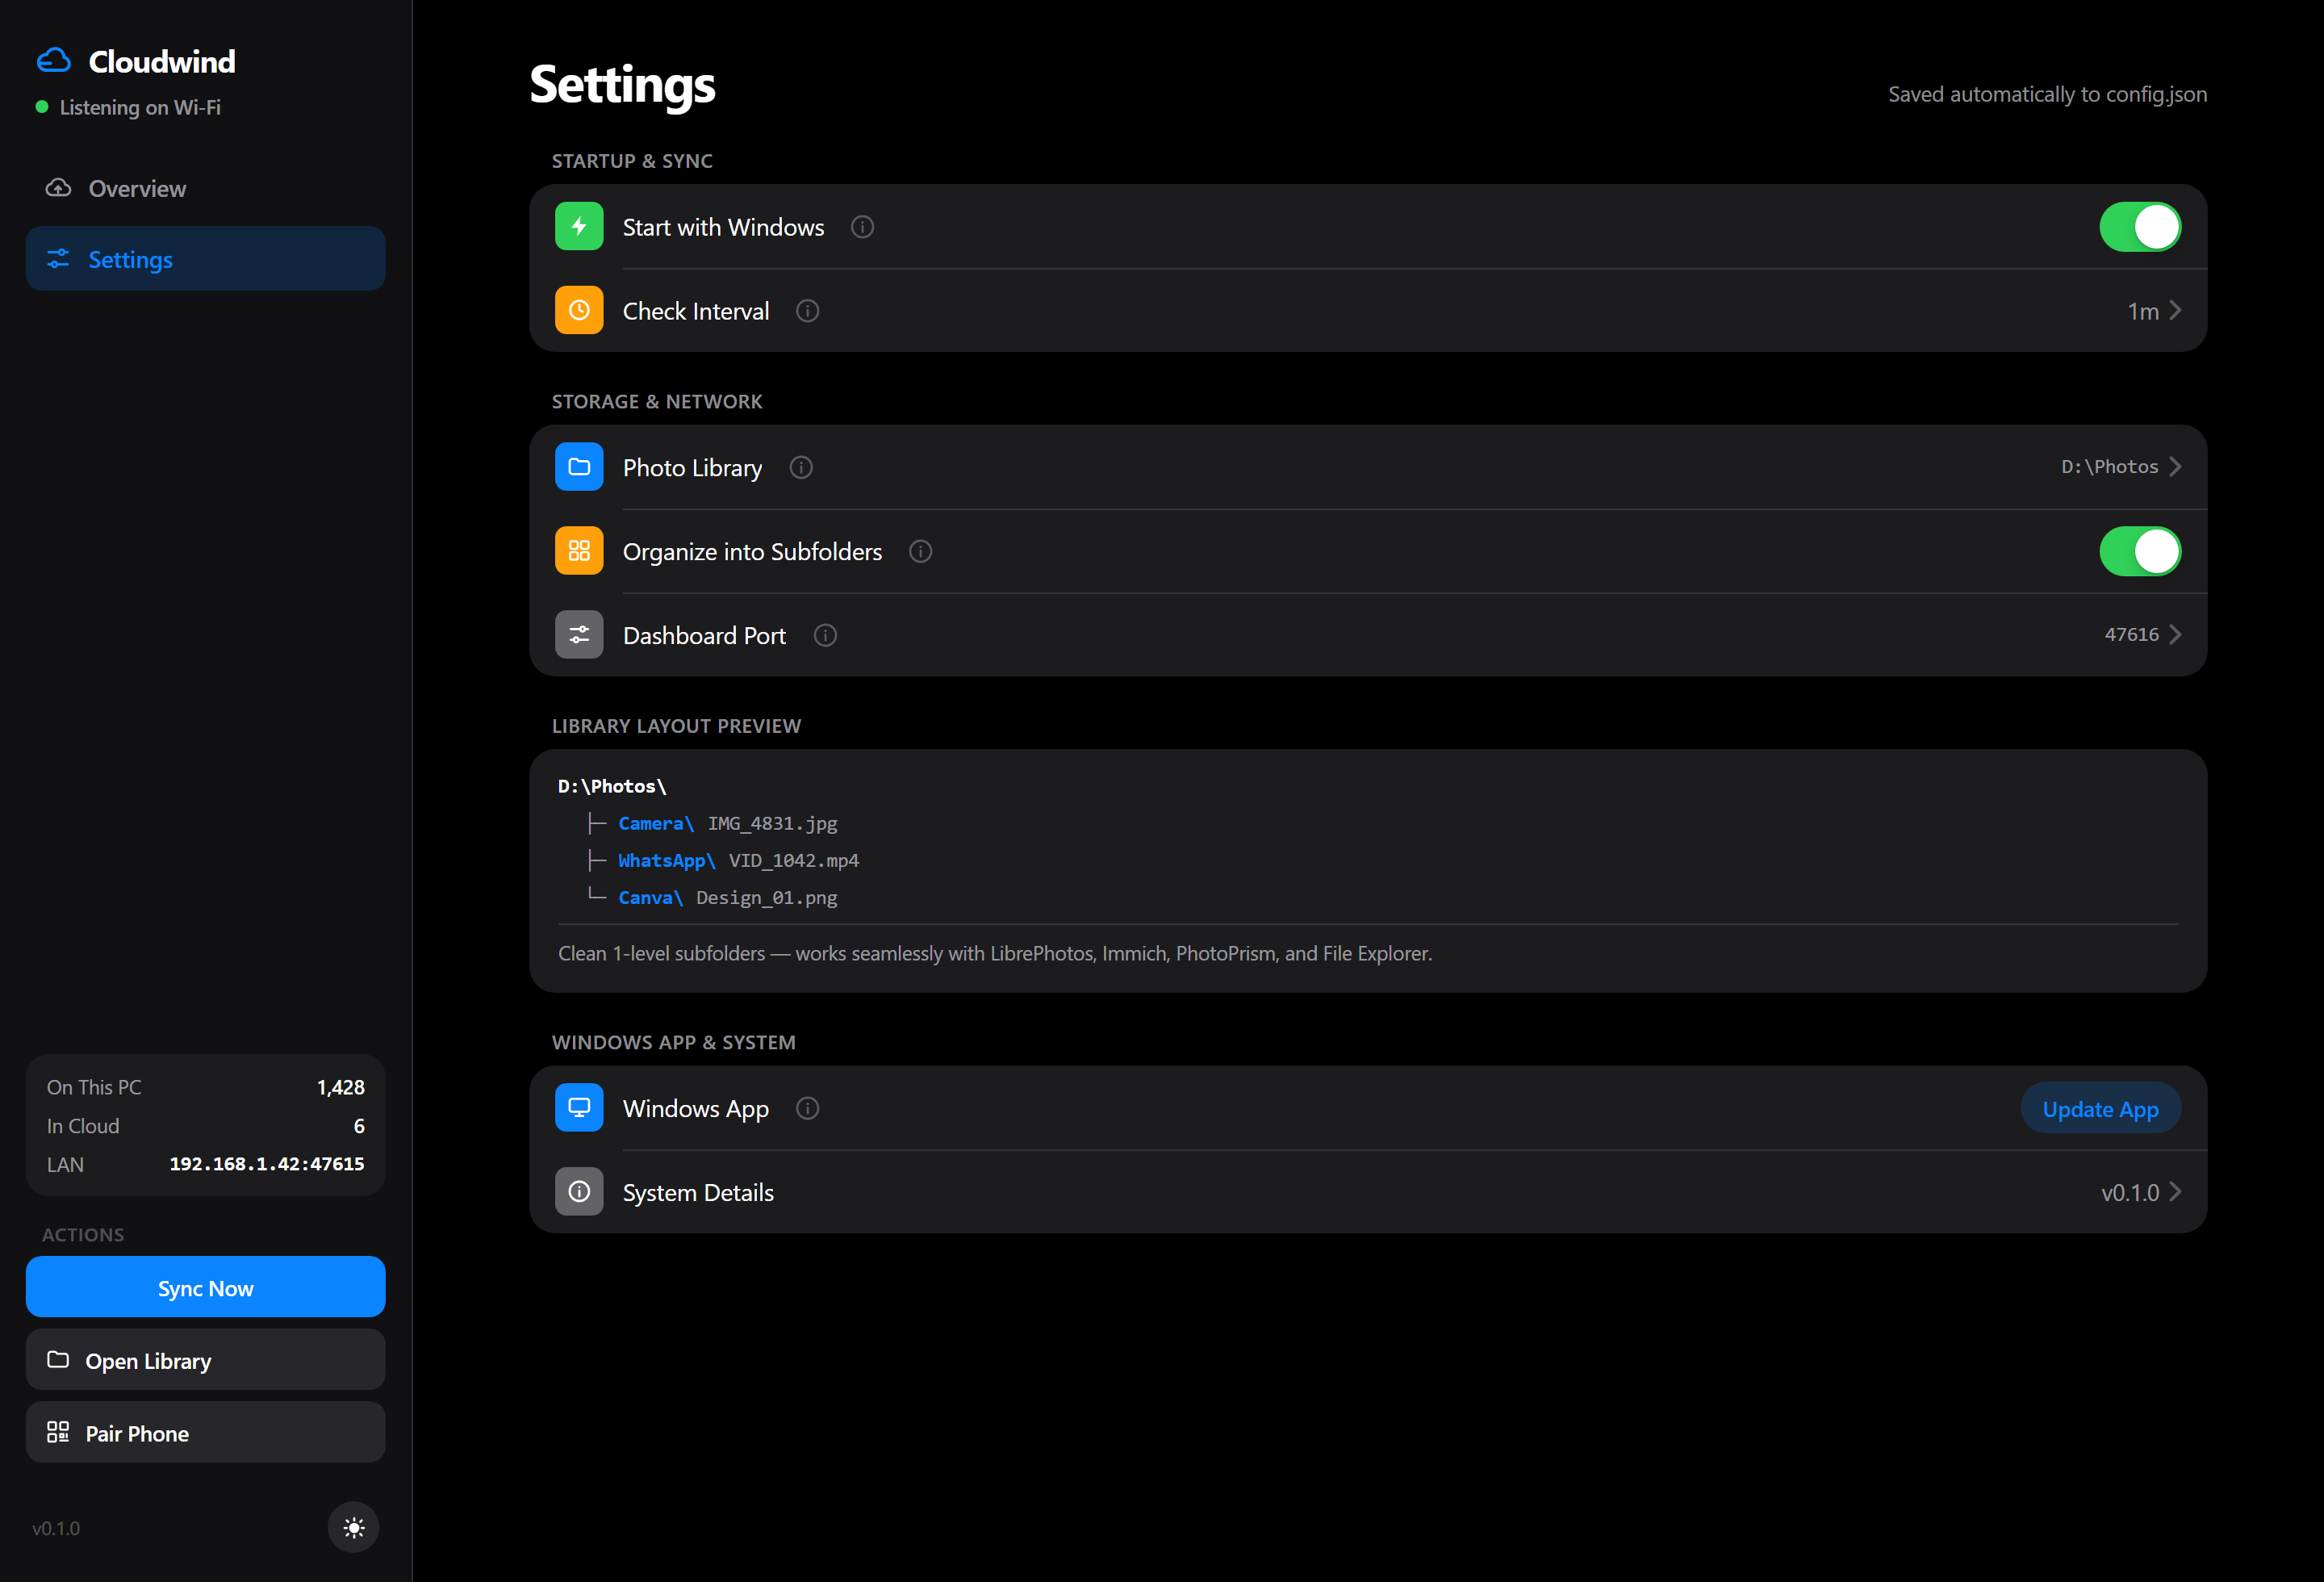 Cloudwind
Listening on Wi-Fi
Overview
Settings
On This PC 1,428
In Cloud 6
LAN 192.168.1.42:47615
ACTIONS
Sync Now
Open Library
Pair Phone
v0.1.0
Settings
Saved automatically to config.json
STARTUP & SYNC
Start with Windows
Check Interval 1m
STORAGE & NETWORK
Photo Library D:\Photos
Organize into Subfolders
Dashboard Port 47616
LIBRARY LAYOUT PREVIEW
D:\Photos\
├─ Camera\ IMG_4831.jpg
├─ WhatsApp\ VID_1042.mp4
└─ Canva\ Design_01.png
Clean 1-level subfolders — works seamlessly with LibrePhotos, Immich, PhotoPrism, and File Explorer.
WINDOWS APP & SYSTEM
Windows App Update App
System Details v0.1.0